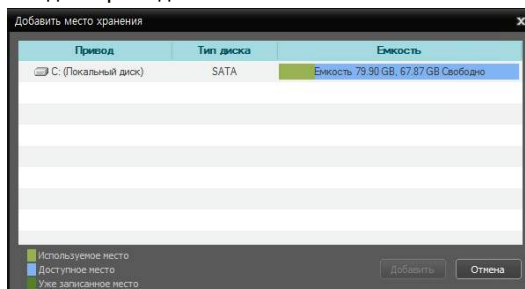 Добавить место хранения
x
Привод Тип диска Емкость
C: (Локальный диск) SATA Емкость 79.90 GB, 67.87 GB Свободно
Используемое место
Доступное место
Уже записанное место
Добавить Отмена